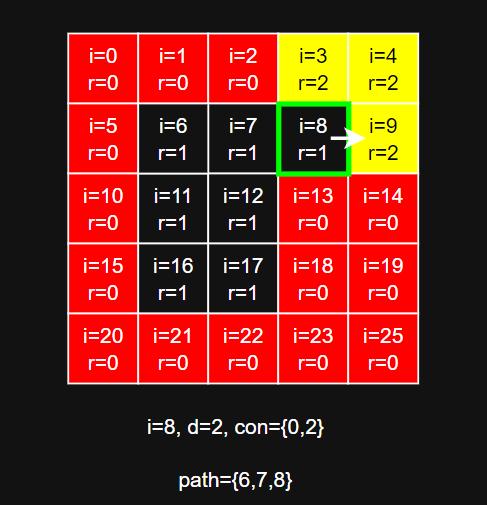 i=0 i=1 i=2 i=3 i=4
r=0 r=0 r=0 r=2 r=2
i=5 i=6 i=7 i=8 i=9
r=0 r=1 r=1 r=1 r=2
i=10 i=11 i=12 i=13 i=14
r=0 r=1 r=1 r=0 r=0
i=15 i=16 i=17 i=18 i=19
r=0 r=1 r=1 r=0 r=0
i=20 i=21 i=22 i=23 i=25
r=0 r=0 r=0 r=0 r=0
i=8, d=2, con={0,2}
path={6,7,8}